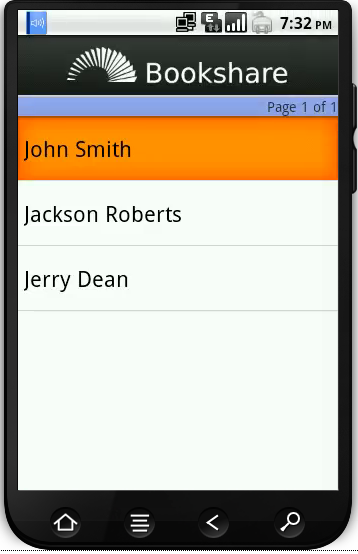 7:32 PM
Bookshare
Page 1 of 1
John Smith
Jackson Roberts
Jerry Dean